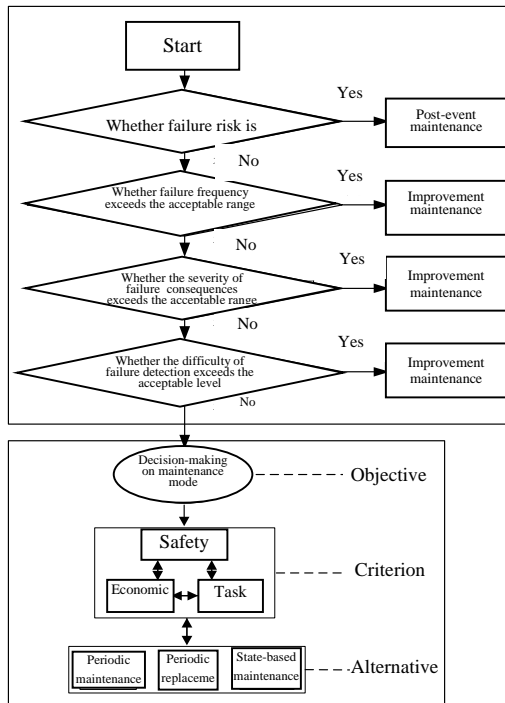 Start
Yes
Whether failure risk is
Post-event
maintenance
No
Yes
Whether failure frequency
exceeds the acceptable range
Improvement
maintenance
No
Yes
Whether the severity of
failure consequences
exceeds the acceptable range
Improvement
maintenance
No
Yes
Whether the difficulty of
failure detection exceeds the
acceptable level
Improvement
maintenance
No
Decision-making
on maintenance
mode
Objective
Safety
Economic
Task
Criterion
Periodic
maintenance
Periodic
replaceme
State-based
maintenance
Alternative